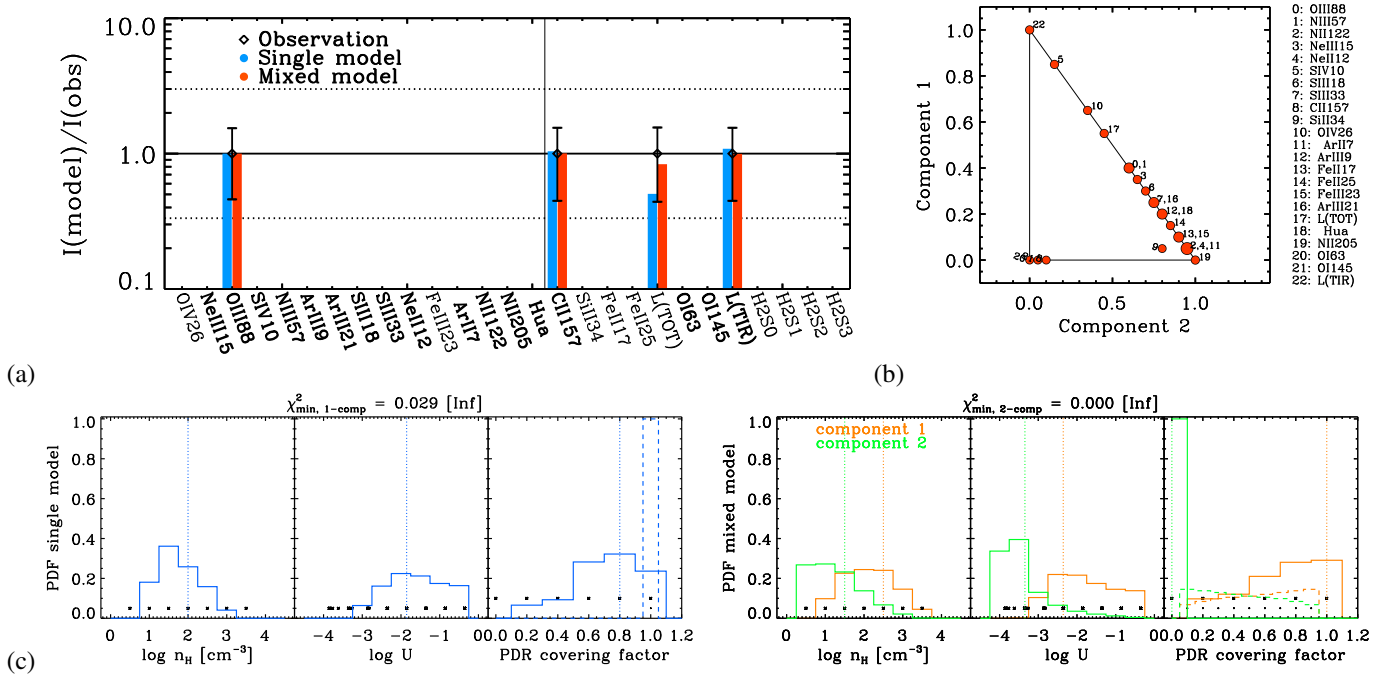 10.0
1.0
0.1
I(model)/I(obs)
Observation
Single model
Mixed model
OIV26
NeIII15
OIII88
SIV10
NIII57
ArIII9
ArIII21
SIII18
SIII33
NeII12
FeIII23
ArII7
NII122
NII205
Hua
CII157
SiII34
FeII17
FeII25
L(TOT)
OI63
OI145
L(TIR)
H2S0
H2S1
H2S2
H2S3
(a)
Component 1
1.0
0.8
0.6
0.4
0.2
0.0
22
5
10
17
0,1
3
6
7,16
12,18
14
13,15
2,4,11
9
19
0.0 0.5 1.0
Component 2
0: OIII88
1: NIII57
2: NII122
3: NeIII15
4: NeII12
5: SIV10
6: SIII18
7: SIII33
8: CII157
9: SiII34
10: OIV26
11: ArII7
12: ArIII9
13: FeII17
14: FeII25
15: FeIII23
16: ArIII21
17: L(TOT)
18: Hua
19: NII205
20: OI63
21: OI145
22: L(TIR)
(b)
χ²min, 1-comp = 0.029 [Inf]
PDF single model
1.0
0.8
0.6
0.4
0.2
0.0
0 1 2 3 4
log nH [cm−3]
−4 −3 −2 −1
log U
0.0 0.2 0.4 0.6 0.8 1.0 1.2
PDR covering factor
χ²min, 2-comp = 0.000 [Inf]
component 1
component 2
PDF mixed model
1.0
0.8
0.6
0.4
0.2
0.0
0 1 2 3 4
log nH [cm−3]
−4 −3 −2 −1
log U
0.0 0.2 0.4 0.6 0.8 1.0 1.2
PDR covering factor
(c)